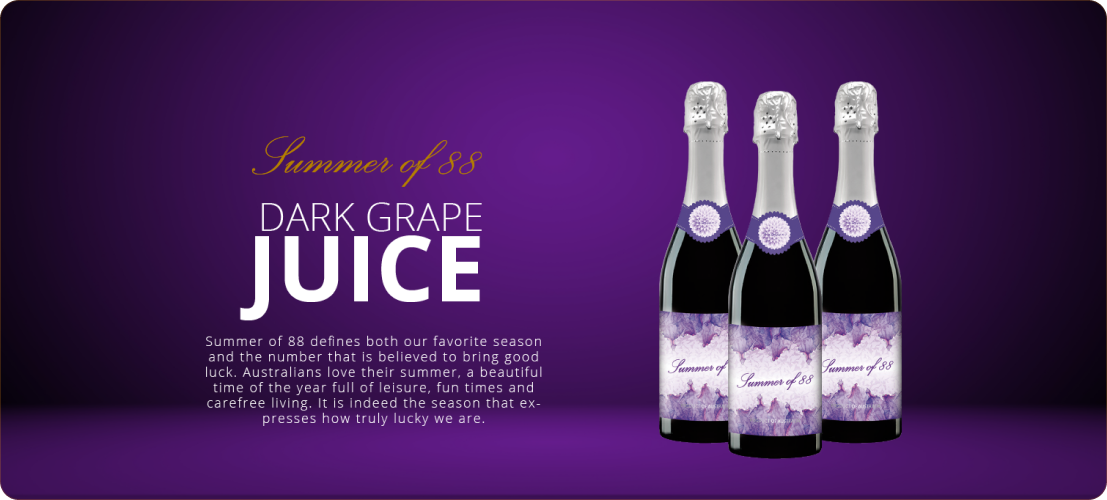 Summer of 88
DARK GRAPE
JUICE
Summer of 88 defines both our favorite season
and the number that is believed to bring good
luck. Australians love their summer, a beautiful
time of the year full of leisure, fun times and
carefree living. It is indeed the season that ex-
presses how truly lucky we are.
Summer of
Summer of 88
Summer of 88